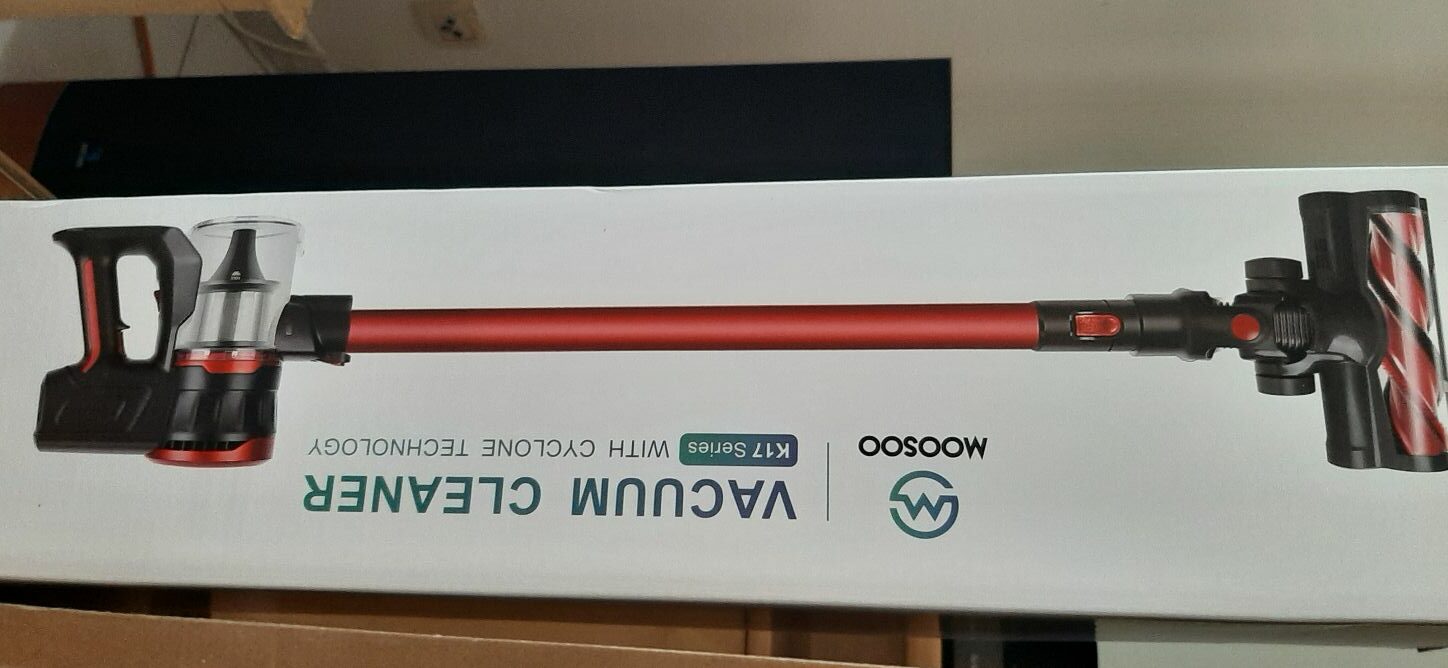 MOOSOO
VACUUM CLEANER
K17 Series WITH CYCLONE TECHNOLOGY